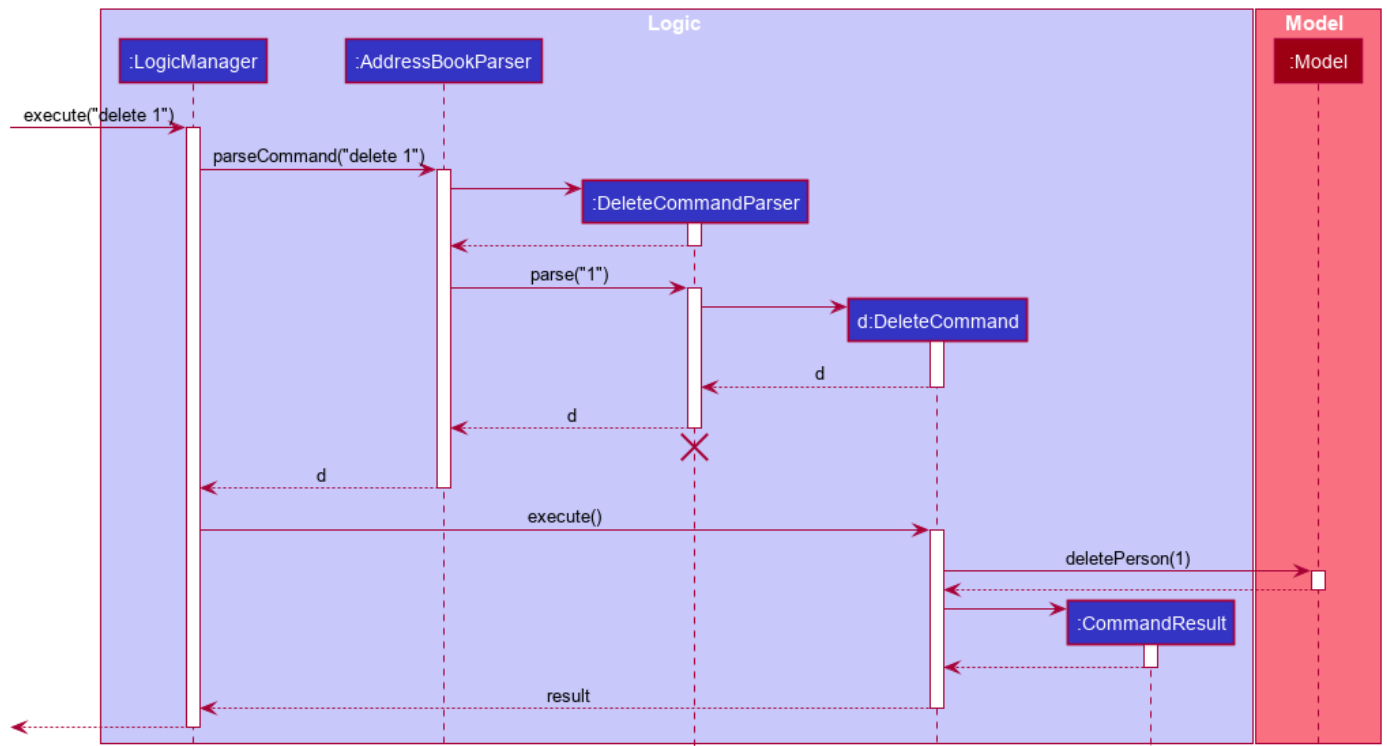 Logic
Model
:LogicManager
:AddressBookParser
:Model
execute("delete 1")
parseCommand("delete 1")
:DeleteCommandParser
parse("1")
d:DeleteCommand
d
d
d
execute()
deletePerson(1)
:CommandResult
result